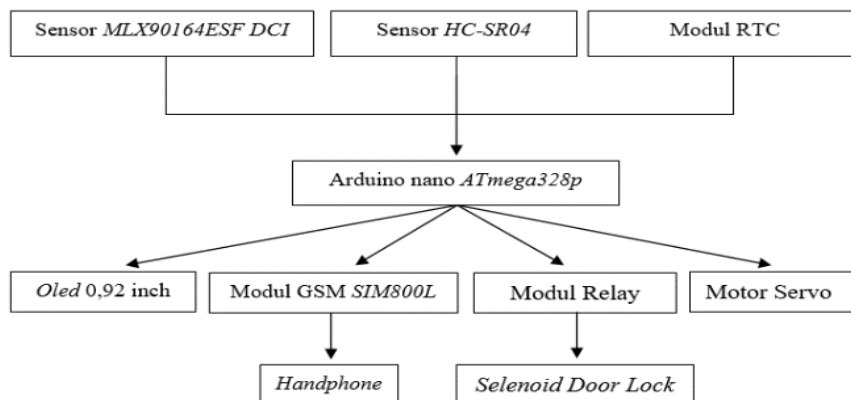 Sensor MLX90164ESF DCI
Sensor HC-SR04
Modul RTC
Arduino nano ATmega328p
Oled 0,92 inch
Modul GSM SIM800L
Modul Relay
Motor Servo
Handphone
Selenoid Door Lock